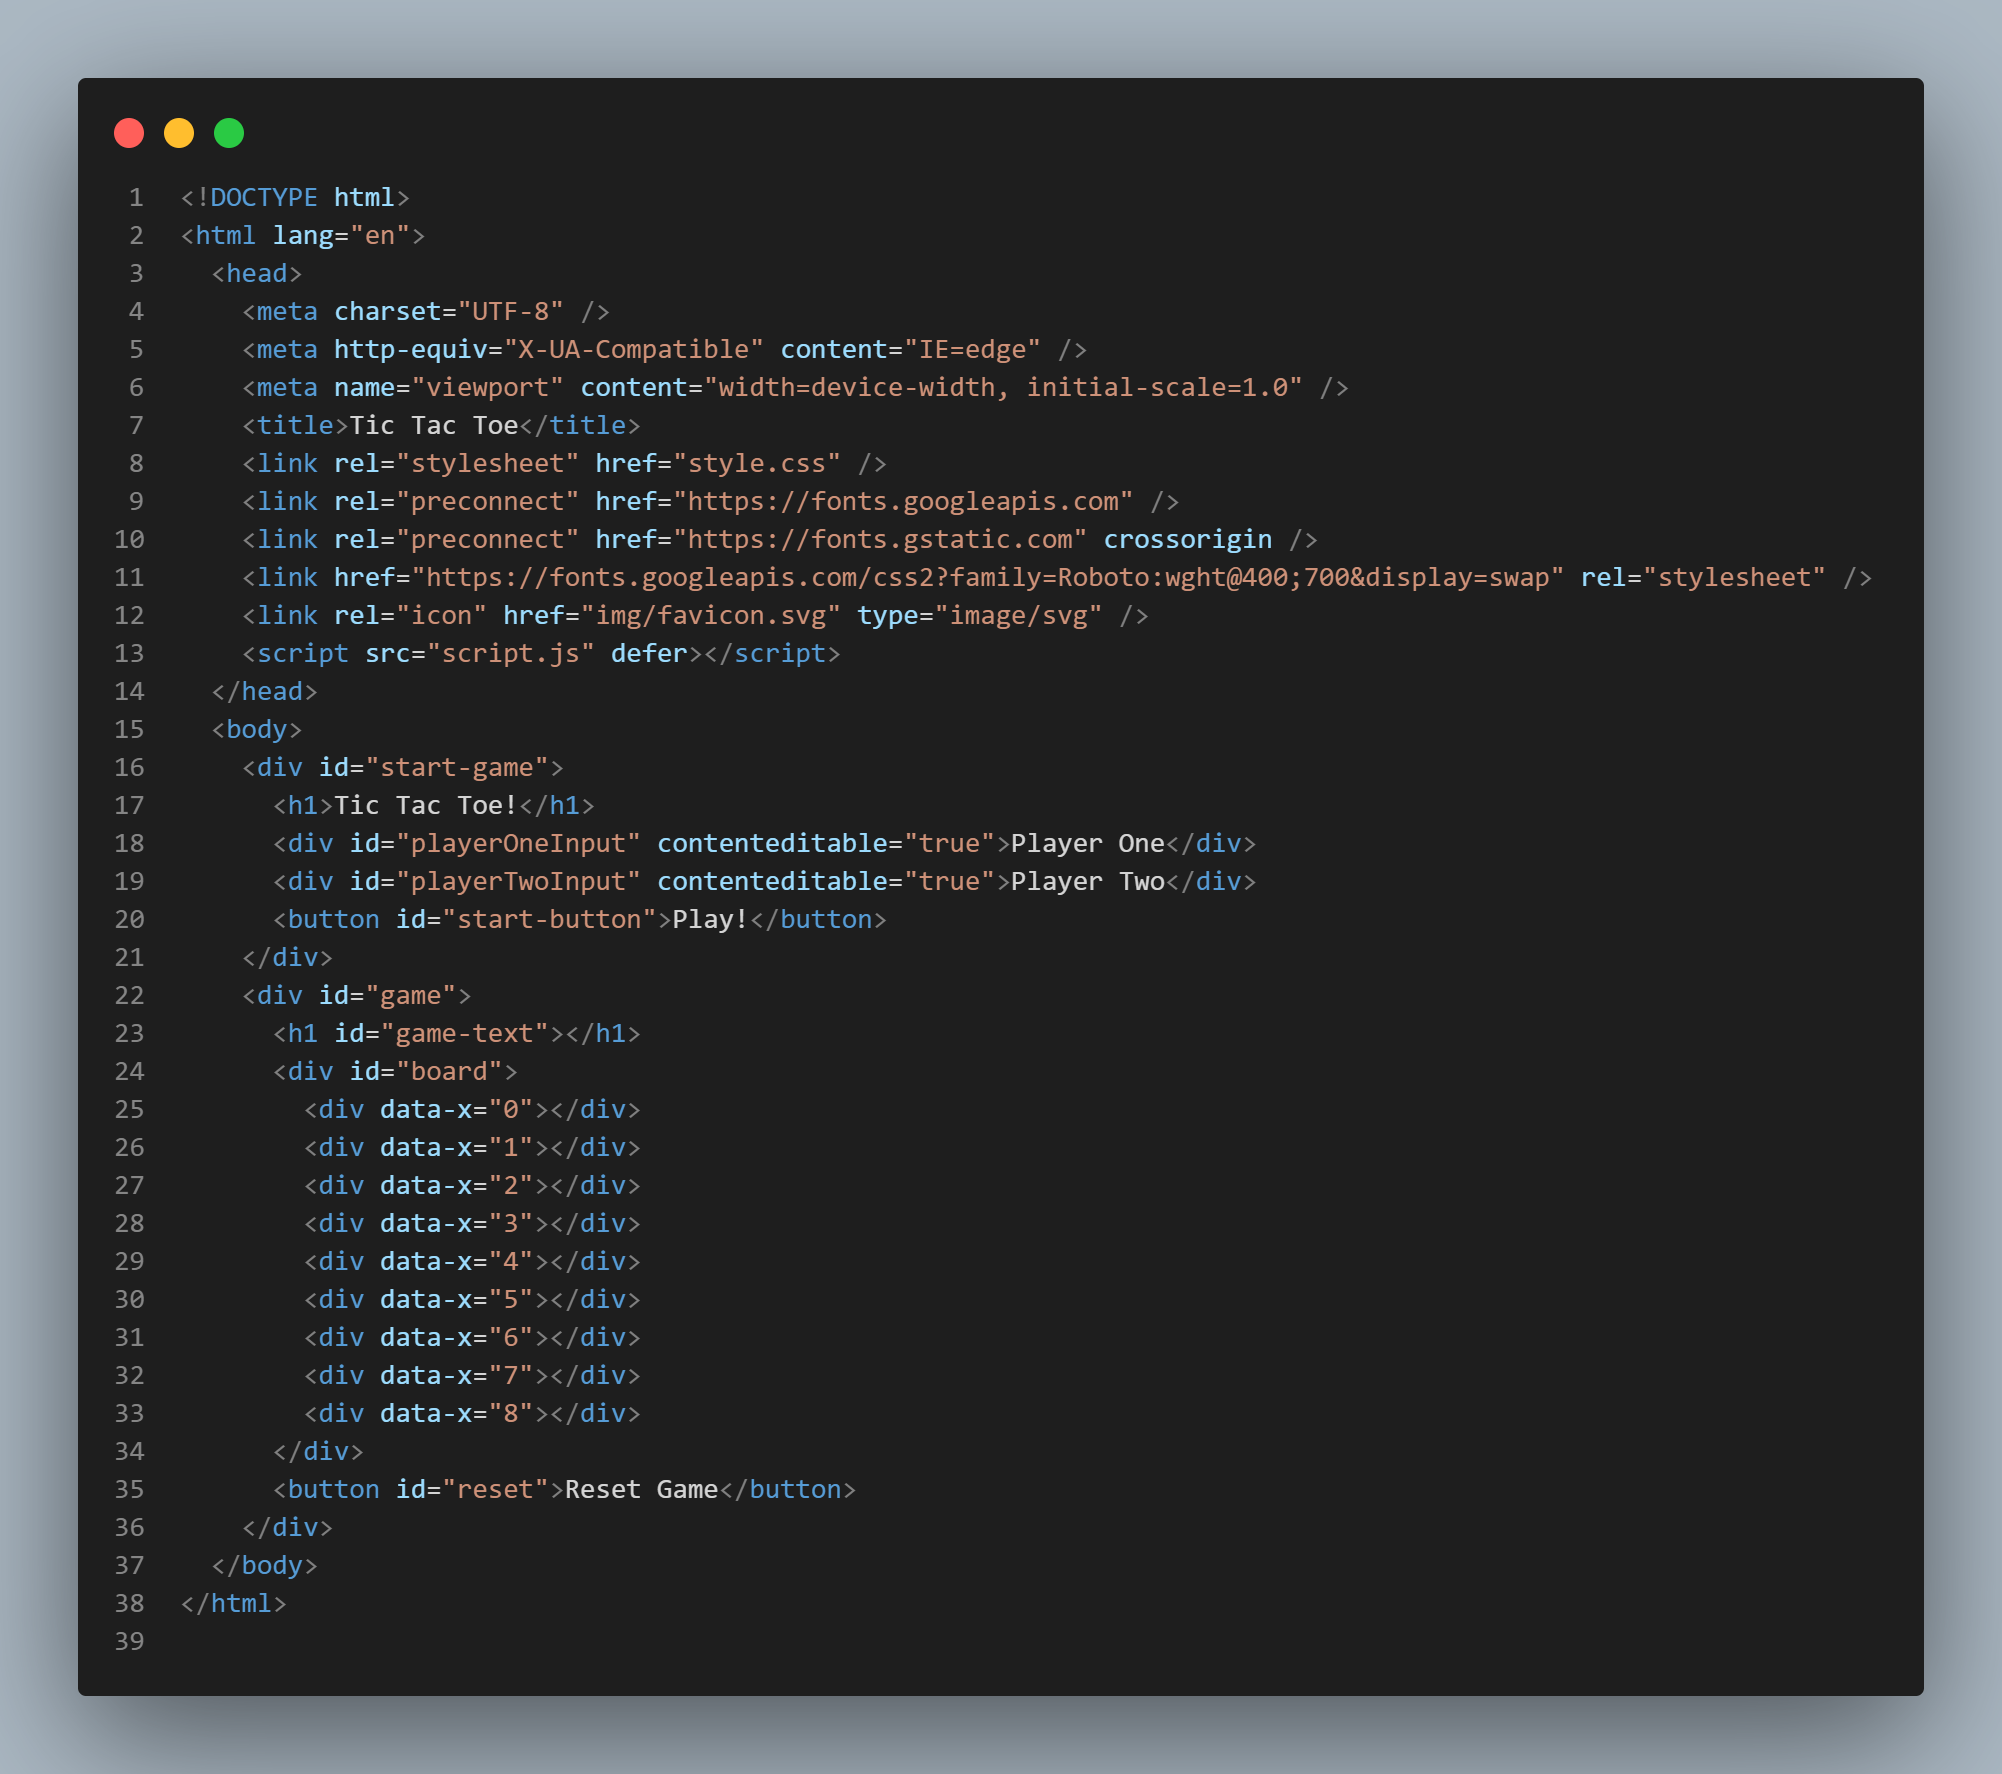 1 <!DOCTYPE html>
2 <html lang="en">
3   <head>
4     <meta charset="UTF-8" />
5     <meta http-equiv="X-UA-Compatible" content="IE=edge" />
6     <meta name="viewport" content="width=device-width, initial-scale=1.0" />
7     <title>Tic Tac Toe</title>
8     <link rel="stylesheet" href="style.css" />
9     <link rel="preconnect" href="https://fonts.googleapis.com" />
10     <link rel="preconnect" href="https://fonts.gstatic.com" crossorigin />
11     <link href="https://fonts.googleapis.com/css2?family=Roboto:wght@400;700&display=swap" rel="stylesheet" />
12     <link rel="icon" href="img/favicon.svg" type="image/svg" />
13     <script src="script.js" defer></script>
14   </head>
15   <body>
16     <div id="start-game">
17       <h1>Tic Tac Toe!</h1>
18       <div id="playerOneInput" contenteditable="true">Player One</div>
19       <div id="playerTwoInput" contenteditable="true">Player Two</div>
20       <button id="start-button">Play!</button>
21     </div>
22     <div id="game">
23       <h1 id="game-text"></h1>
24       <div id="board">
25         <div data-x="0"></div>
26         <div data-x="1"></div>
27         <div data-x="2"></div>
28         <div data-x="3"></div>
29         <div data-x="4"></div>
30         <div data-x="5"></div>
31         <div data-x="6"></div>
32         <div data-x="7"></div>
33         <div data-x="8"></div>
34       </div>
35       <button id="reset">Reset Game</button>
36     </div>
37   </body>
38 </html>
39